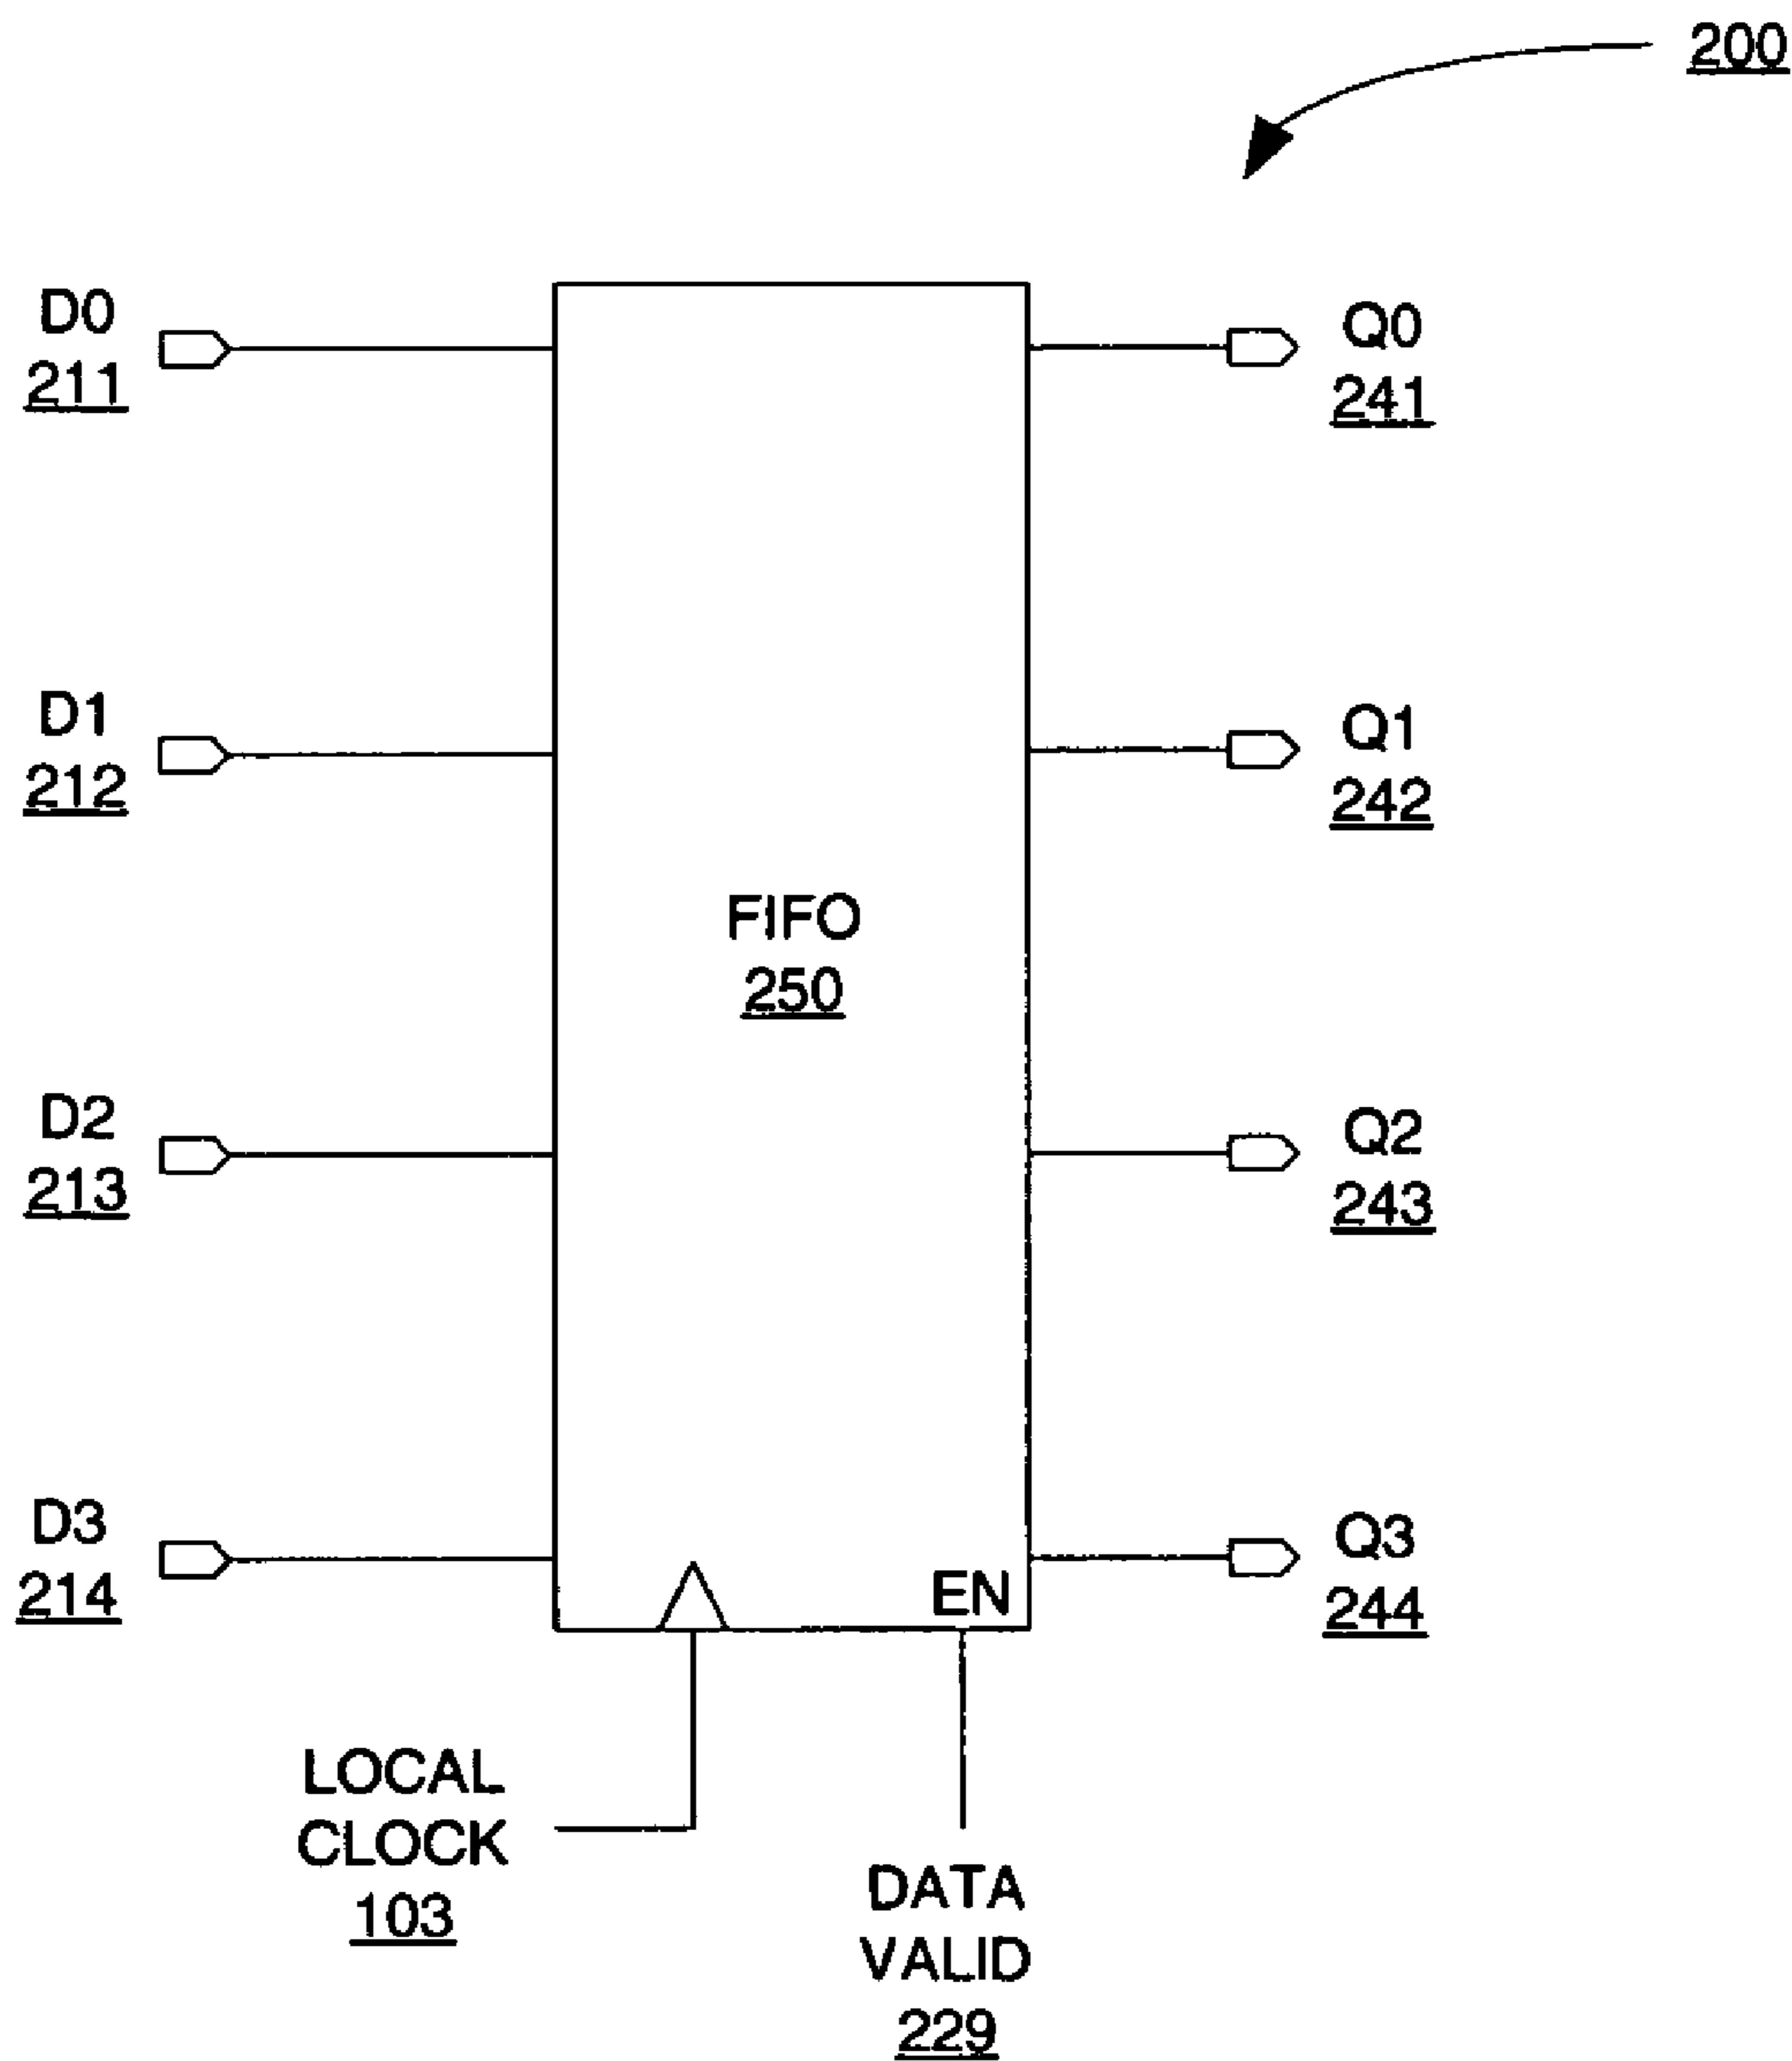 200
D0
211
Q0
241
D1
212
Q1
242
FIFO
250
D2
213
Q2
243
D3
214
Q3
244
EN
LOCAL
CLOCK
103
DATA
VALID
229